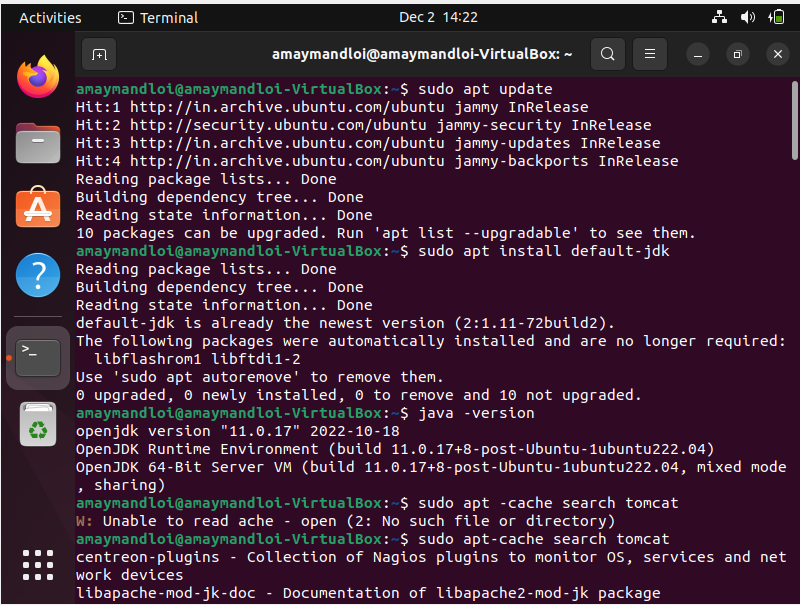 Activities
Terminal
Dec 2 14:22
amaymandloi@amaymandloi-VirtualBox: ~
amaymandloi@amaymandloi-VirtualBox:~$ sudo apt update
Hit:1 http://in.archive.ubuntu.com/ubuntu jammy InRelease
Hit:2 http://security.ubuntu.com/ubuntu jammy-security InRelease
Hit:3 http://in.archive.ubuntu.com/ubuntu jammy-updates InRelease
Hit:4 http://in.archive.ubuntu.com/ubuntu jammy-backports InRelease
Reading package lists... Done
Building dependency tree... Done
Reading state information... Done
10 packages can be upgraded. Run 'apt list --upgradable' to see them.
amaymandloi@amaymandloi-VirtualBox:~$ sudo apt install default-jdk
Reading package lists... Done
Building dependency tree... Done
Reading state information... Done
default-jdk is already the newest version (2:1.11-72build2).
The following packages were automatically installed and are no longer required:
  libflashrom1 libftdi1-2
Use 'sudo apt autoremove' to remove them.
0 upgraded, 0 newly installed, 0 to remove and 10 not upgraded.
amaymandloi@amaymandloi-VirtualBox:~$ java -version
openjdk version "11.0.17" 2022-10-18
OpenJDK Runtime Environment (build 11.0.17+8-post-Ubuntu-1ubuntu222.04)
OpenJDK 64-Bit Server VM (build 11.0.17+8-post-Ubuntu-1ubuntu222.04, mixed mode
, sharing)
amaymandloi@amaymandloi-VirtualBox:~$ sudo apt -cache search tomcat
W: Unable to read ache - open (2: No such file or directory)
amaymandloi@amaymandloi-VirtualBox:~$ sudo apt-cache search tomcat
centreon-plugins - Collection of Nagios plugins to monitor OS, services and net
work devices
libapache-mod-jk-doc - Documentation of libapache2-mod-jk package